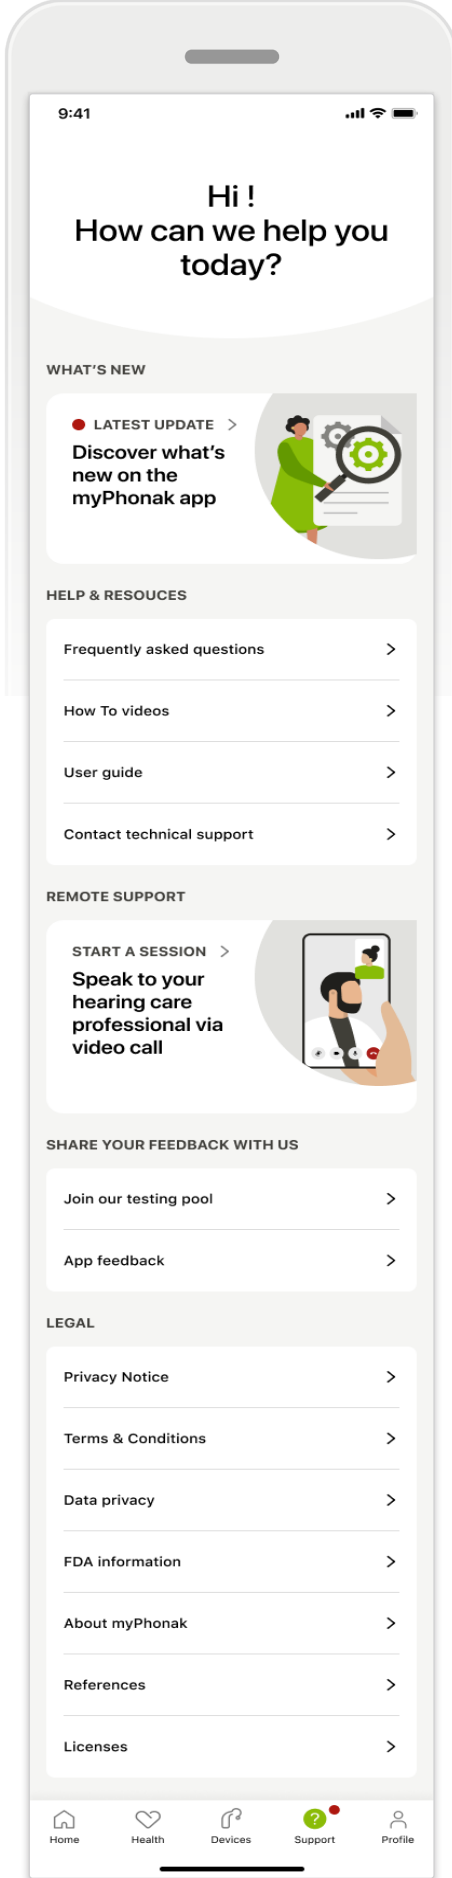 9:41
Hi !
How can we help you
today?
WHAT'S NEW
LATEST UPDATE
Discover what's
new on the
myPhonak app
HELP & RESOUCES
Frequently asked questions
How To videos
User guide
Contact technical support
REMOTE SUPPORT
START A SESSION
Speak to your
hearing care
professional via
video call
SHARE YOUR FEEDBACK WITH US
Join our testing pool
App feedback
LEGAL
Privacy Notice
Terms & Conditions
Data privacy
FDA information
About myPhonak
References
Licenses
Home Health Devices Support Profile